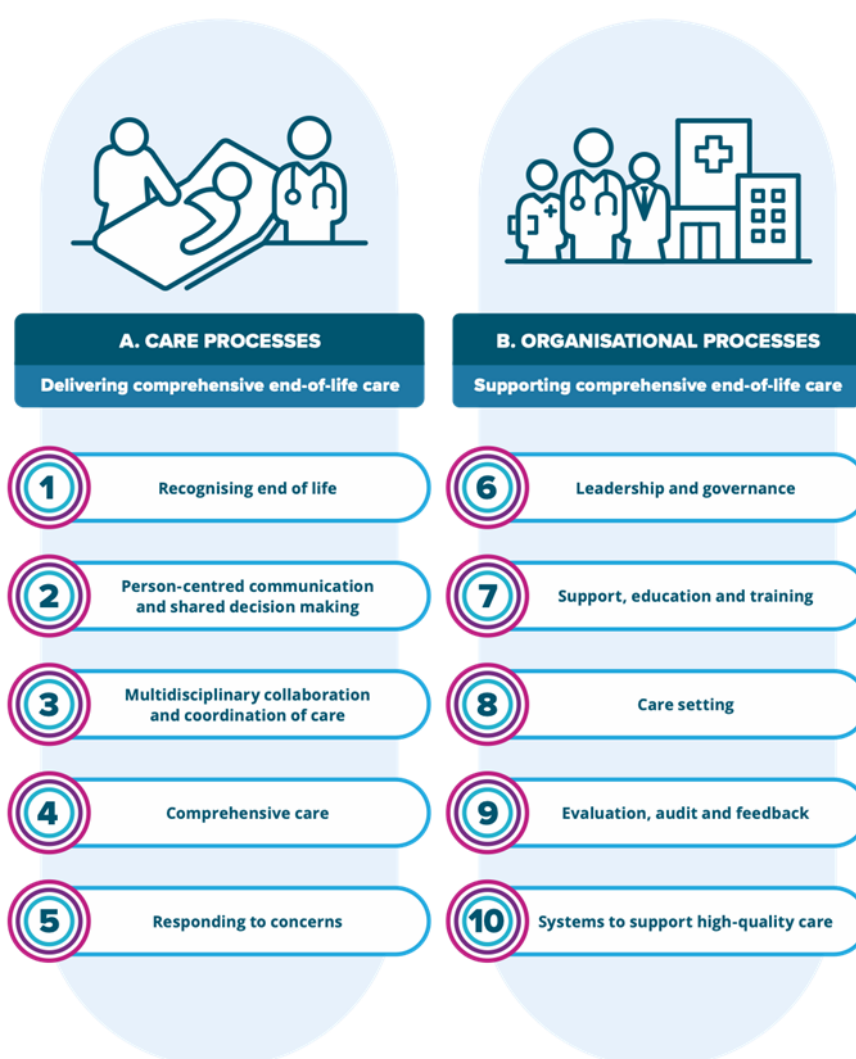 A. CARE PROCESSES
Delivering comprehensive end-of-life care
1
Recognising end of life
2
Person-centred communication
and shared decision making
3
Multidisciplinary collaboration
and coordination of care
4
Comprehensive care
5
Responding to concerns
B. ORGANISATIONAL PROCESSES
Supporting comprehensive end-of-life care
6
Leadership and governance
7
Support, education and training
8
Care setting
9
Evaluation, audit and feedback
10
Systems to support high-quality care